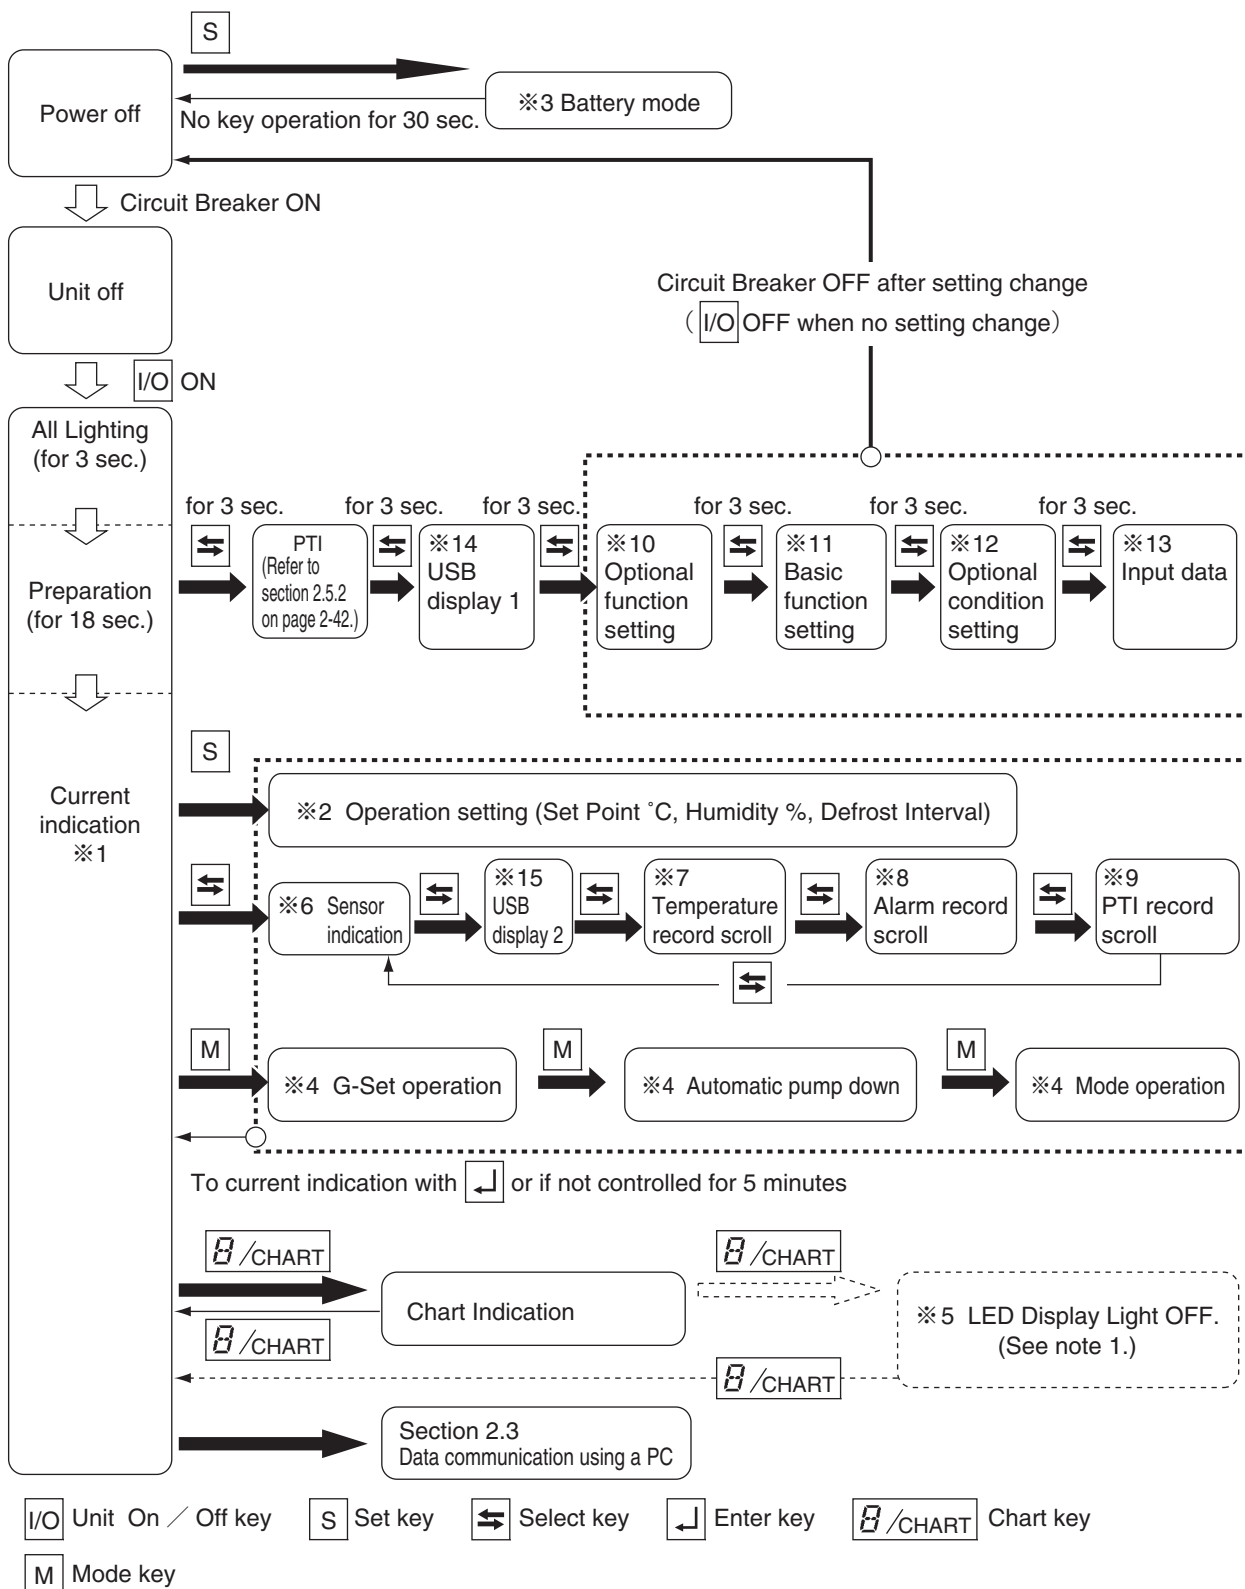 S
Power off
※3 Battery mode
No key operation for 30 sec.
Circuit Breaker ON
Unit off
Circuit Breaker OFF after setting change
( I/O OFF when no setting change)
I/O ON
All Lighting
(for 3 sec.)
for 3 sec.
for 3 sec.
for 3 sec.
for 3 sec.
for 3 sec.
for 3 sec.
Preparation
(for 18 sec.)
PTI
(Refer to
section 2.5.2
on page 2-42.)
※14
USB
display 1
※10
Optional
function
setting
※11
Basic
function
setting
※12
Optional
condition
setting
※13
Input data
S
Current
indication
※1
※2 Operation setting (Set Point °C, Humidity %, Defrost Interval)
※6 Sensor
indication
※15
USB
display 2
※7
Temperature
record scroll
※8
Alarm record
scroll
※9
PTI record
scroll
M
※4 G-Set operation
M
※4 Automatic pump down
M
※4 Mode operation
To current indication with ↵ or if not controlled for 5 minutes
8/CHART
Chart Indication
8/CHART
8/CHART
※5 LED Display Light OFF.
(See note 1.)
8/CHART
Section 2.3
Data communication using a PC
I/O Unit On ／ Off key
S Set key
⇆ Select key
↵ Enter key
8/CHART Chart key
M Mode key